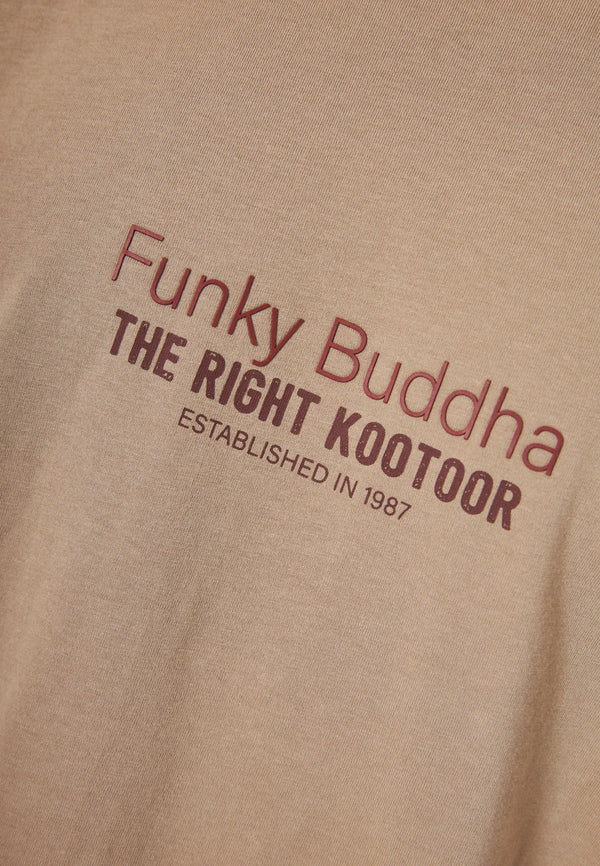 Funky Buddha
THE RIGHT KOOTOOR
ESTABLISHED IN 1987